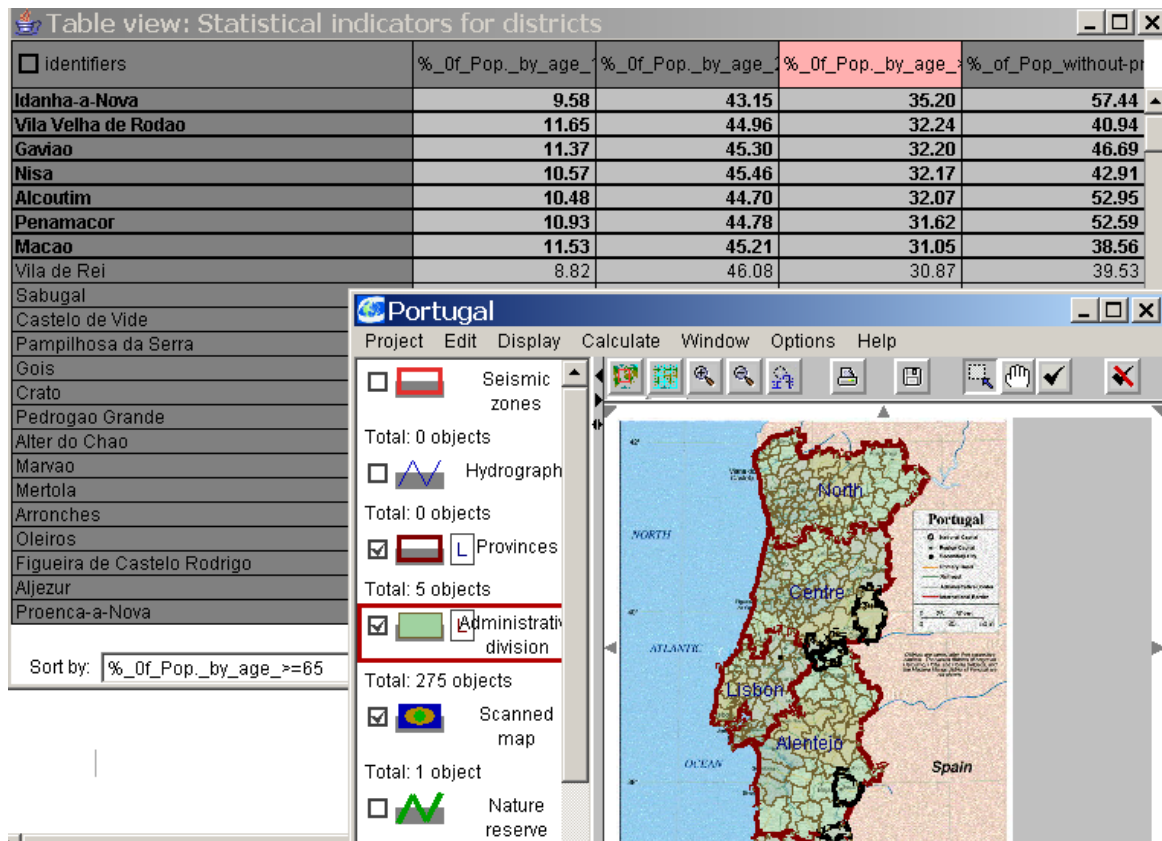 Table view: Statistical indicators for districts
identifiers %_0f_Pop._by_age_ %_0f_Pop._by_age_ %_0f_Pop._by_age_> %_of_Pop_without-pr
Idanha-a-Nova 9.58 43.15 35.20 57.44
Vila Velha de Rodao 11.65 44.96 32.24 40.94
Gaviao 11.37 45.30 32.20 46.69
Nisa 10.57 45.46 32.17 42.91
Alcoutim 10.48 44.70 32.07 52.95
Penamacor 10.93 44.78 31.62 52.59
Macao 11.53 45.21 31.05 38.56
Vila de Rei 8.82 46.08 30.87 39.53
Sabugal
Castelo de Vide
Pampilhosa da Serra
Gois
Crato
Pedrogao Grande
Alter do Chao
Marvao
Mertola
Arronches
Oleiros
Figueira de Castelo Rodrigo
Aljezur
Proenca-a-Nova
Sort by: %_0f_Pop._by_age_>=65
Portugal
Project Edit Display Calculate Window Options Help
Seismic
zones
Total: 0 objects
Hydrograph
Total: 0 objects
L Provinces
Total: 5 objects
L Administrativ
division
Total: 275 objects
Scanned
map
Total: 1 object
Nature
reserve
North
NORTH
Portugal
Centre
ATLANTIC
Lisbon
Alentejo
OCEAN
Spain